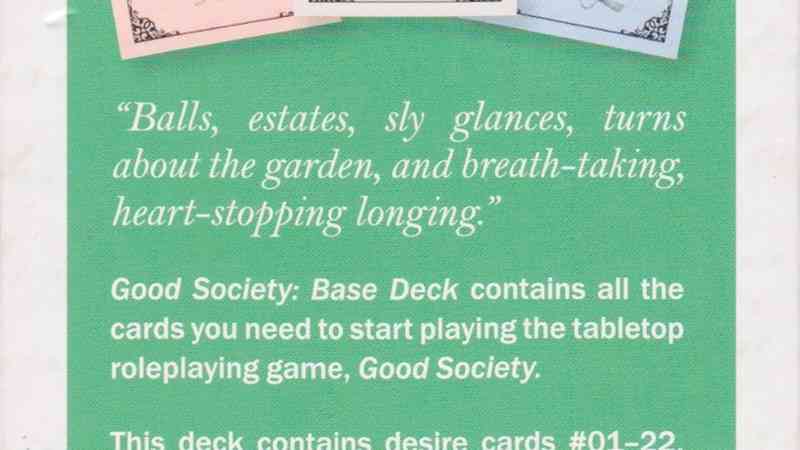 “Balls, estates, sly glances, turns
about the garden, and breath-taking,
heart-stopping longing.”
Good Society: Base Deck contains all the
cards you need to start playing the tabletop
roleplaying game, Good Society.
This deck contains desire cards #01–22,